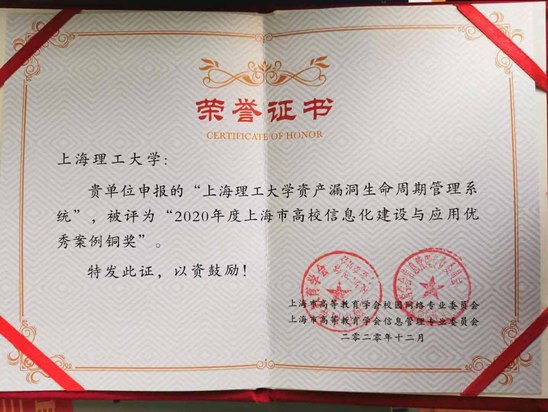 荣誉证书
CERTIFICATE OF HONOR
上海理工大学:
贵单位申报的“上海理工大学资产漏洞生命周期管理系
统”,被评为“2020年度上海市高校信息化建设与应用优
秀案例铜奖”。
特发此证,以资鼓励!
上海市高等教育学会校园网络专业委员会
上海市高等教育学会信息管理专业委员会
二〇二〇年十二月